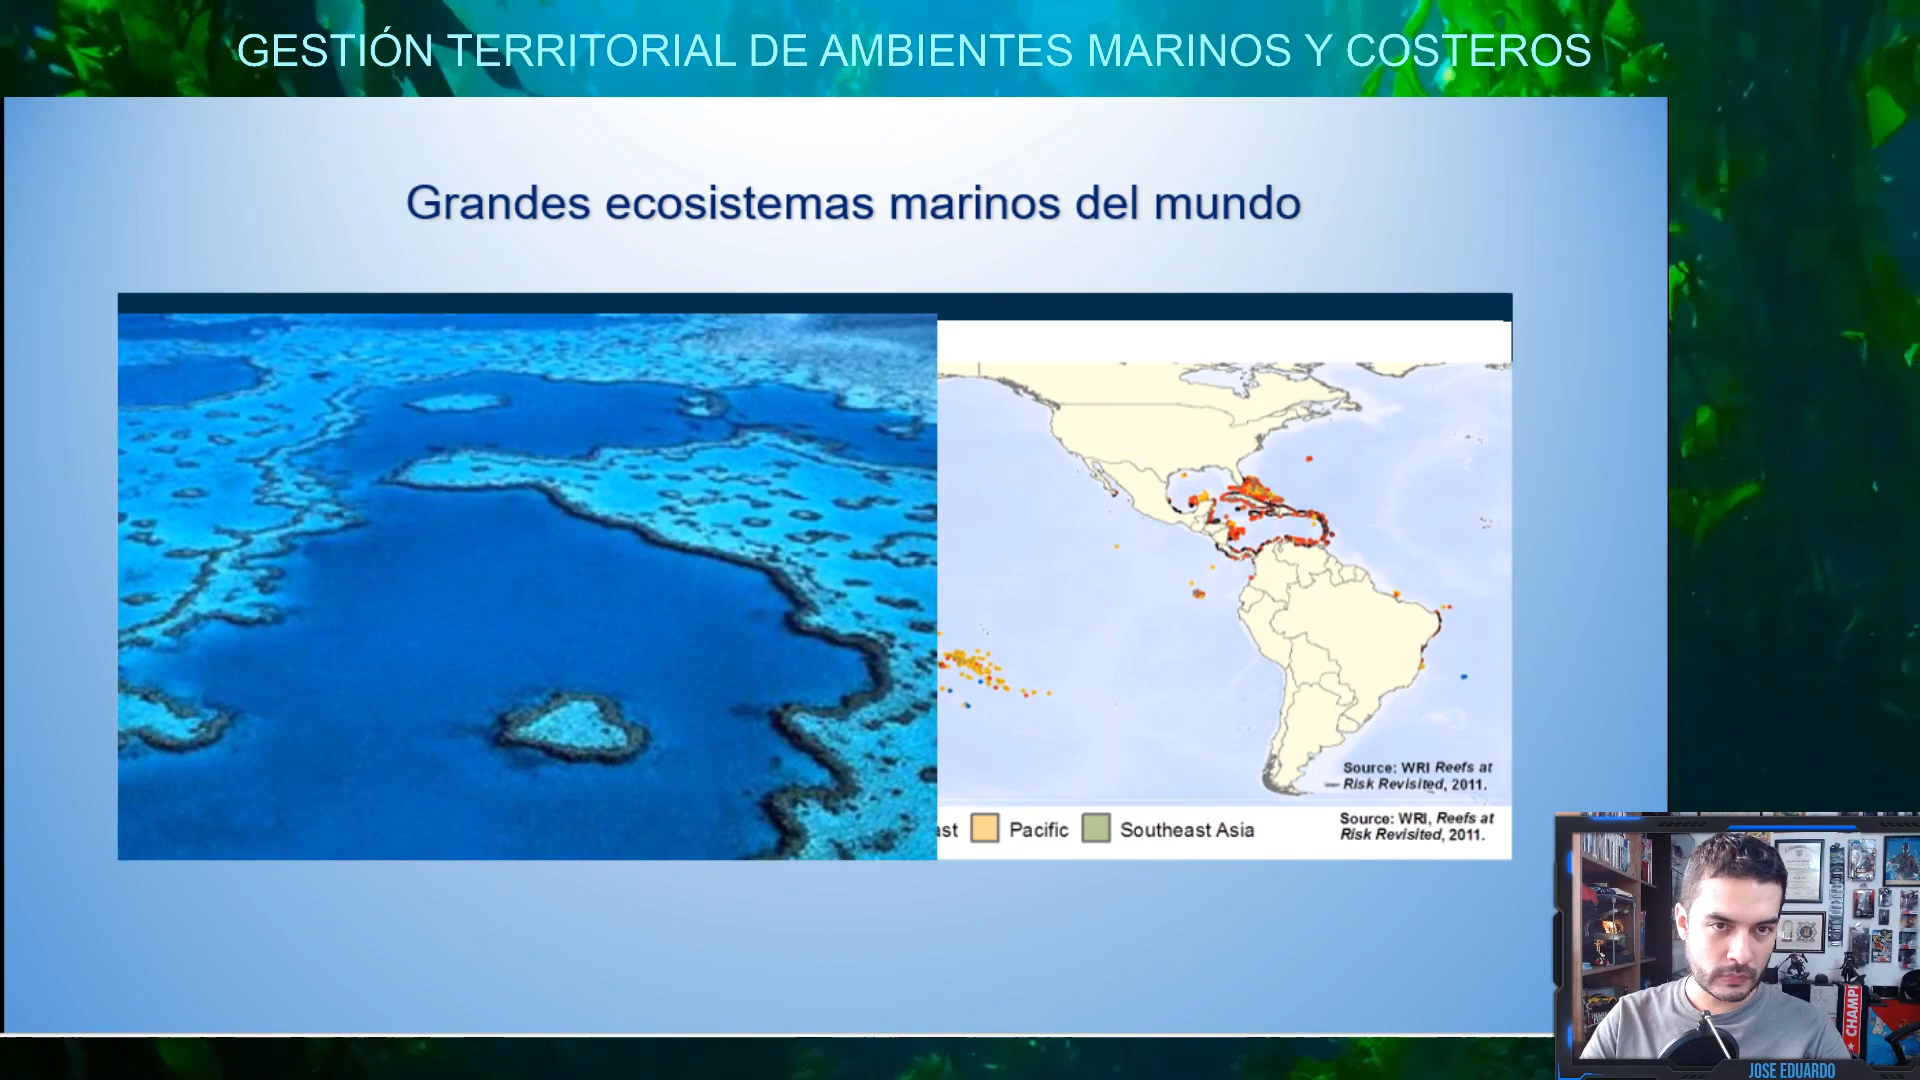 GESTIÓN TERRITORIAL DE AMBIENTES MARINOS Y COSTEROS
Grandes ecosistemas marinos del mundo
Source: WRI Reefs at
Risk Revisited, 2011.
Pacific Southeast Asia
Source: WRI, Reefs at
Risk Revisited, 2011.
CHAMPI
JOSE EDUARDO